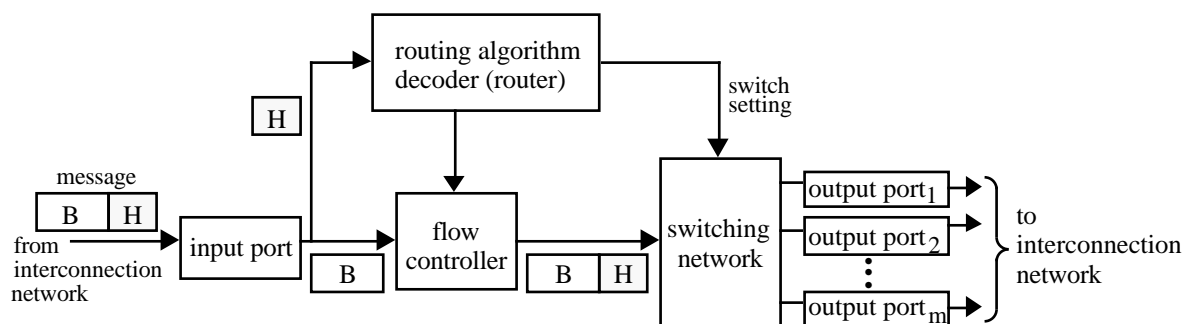 routing algorithm
decoder (router)
switch
setting
H
message
B H
from
interconnection
network
input port
B
flow
controller
B H
switching
network
output port1
output port2
output portm
to
interconnection
network